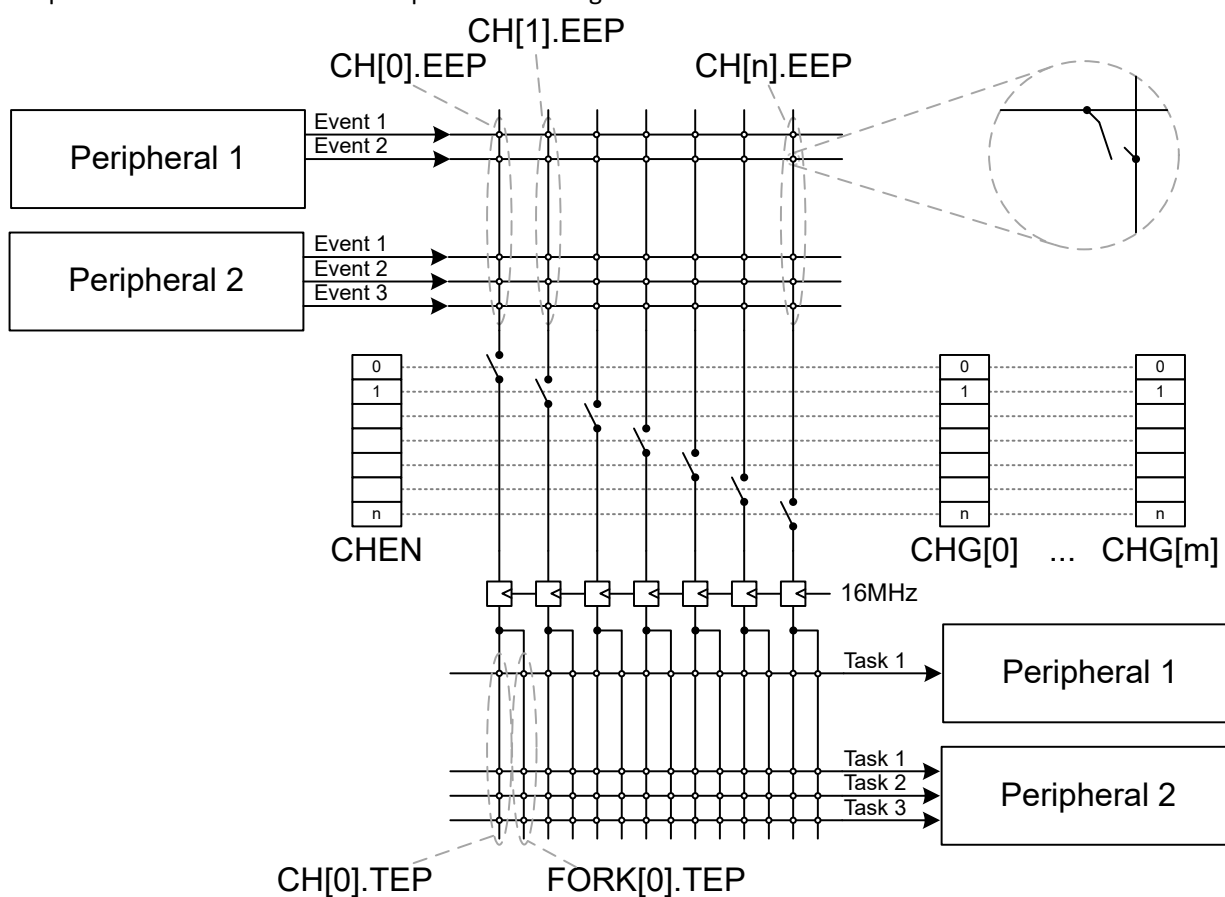 CH[1].EEP
CH[0].EEP
CH[n].EEP
Peripheral 1
Event 1
Event 2
Peripheral 2
Event 1
Event 2
Event 3
0
1
n
CHEN
0
1
n
CHG[0]
...
0
1
n
CHG[m]
16MHz
Task 1
Peripheral 1
Task 1
Task 2
Task 3
Peripheral 2
CH[0].TEP
FORK[0].TEP